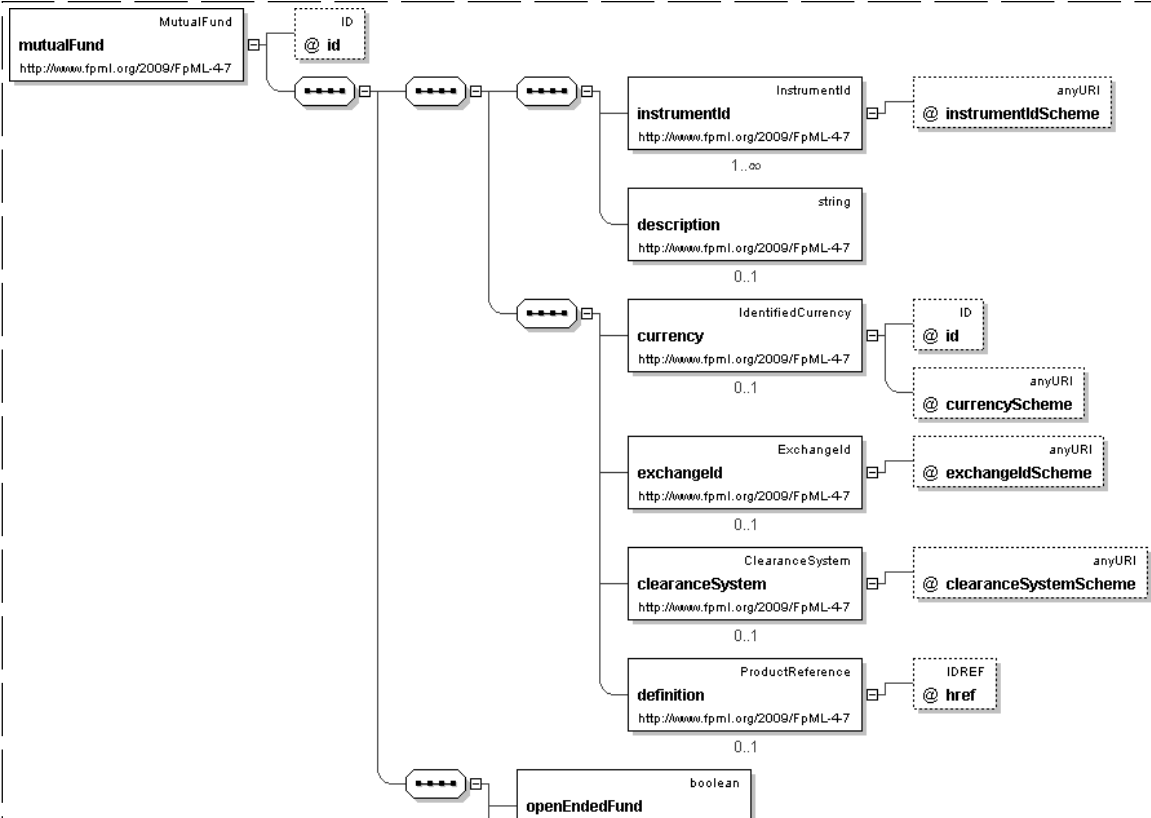 MutualFund
mutualFund
http://www.fpml.org/2009/FpML-4-7
ID
@ id
InstrumentId
instrumentId
http://www.fpml.org/2009/FpML-4-7
1..∞
anyURI
@ instrumentIdScheme
string
description
http://www.fpml.org/2009/FpML-4-7
0..1
IdentifiedCurrency
currency
http://www.fpml.org/2009/FpML-4-7
0..1
ID
@ id
anyURI
@ currencyScheme
ExchangeId
exchangeId
http://www.fpml.org/2009/FpML-4-7
0..1
anyURI
@ exchangeIdScheme
ClearanceSystem
clearanceSystem
http://www.fpml.org/2009/FpML-4-7
0..1
anyURI
@ clearanceSystemScheme
ProductReference
definition
http://www.fpml.org/2009/FpML-4-7
0..1
IDREF
@ href
boolean
openEndedFund